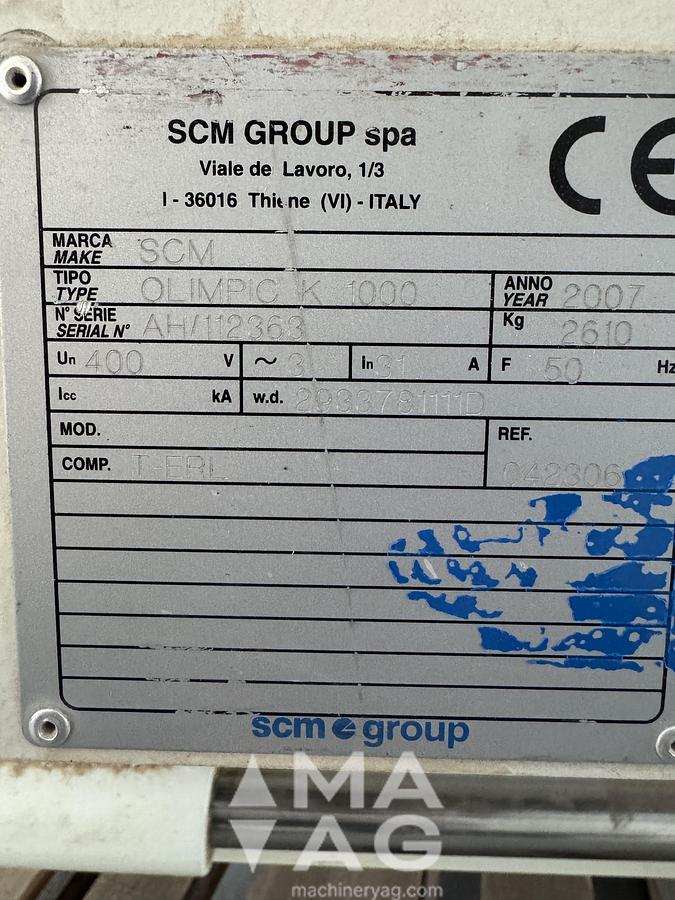 SCM GROUP spa
Viale de Lavoro, 1/3
I - 36016 Thiene (VI) - ITALY
CE
MARCA
MAKE SCM
TIPO
TYPE OLIMPIC K 1000
ANNO
YEAR 2007
N° SERIE
SERIAL N° AH/112363
Kg 2610
Un 400 V ~ 3 In 31 A F 50 Hz
Icc kA w.d. 2933781111D
MOD.
REF.
COMP. T-ERL 042306
scm group
MA
AG
machineryag.com